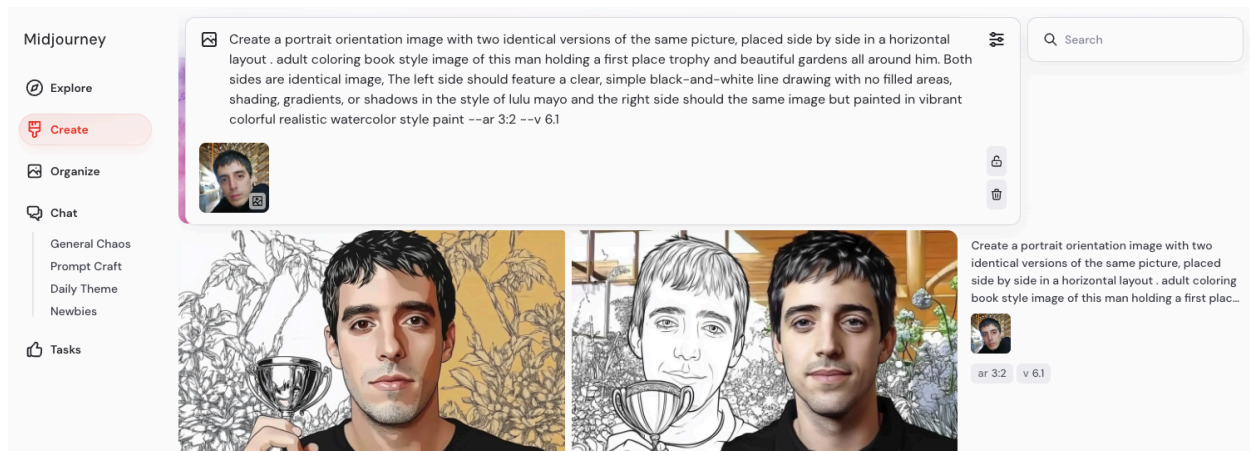 Midjourney
Explore
Create
Organize
Chat
General Chaos
Prompt Craft
Daily Theme
Newbies
Tasks
Create a portrait orientation image with two identical versions of the same picture, placed side by side in a horizontal
layout . adult coloring book style image of this man holding a first place trophy and beautiful gardens all around him. Both
sides are identical image, The left side should feature a clear, simple black-and-white line drawing with no filled areas,
shading, gradients, or shadows in the style of lulu mayo and the right side should the same image but painted in vibrant
colorful realistic watercolor style paint --ar 3:2 --v 6.1
Search
Create a portrait orientation image with two
identical versions of the same picture, placed
side by side in a horizontal layout . adult coloring
book style image of this man holding a first plac...
ar 3:2 v 6.1